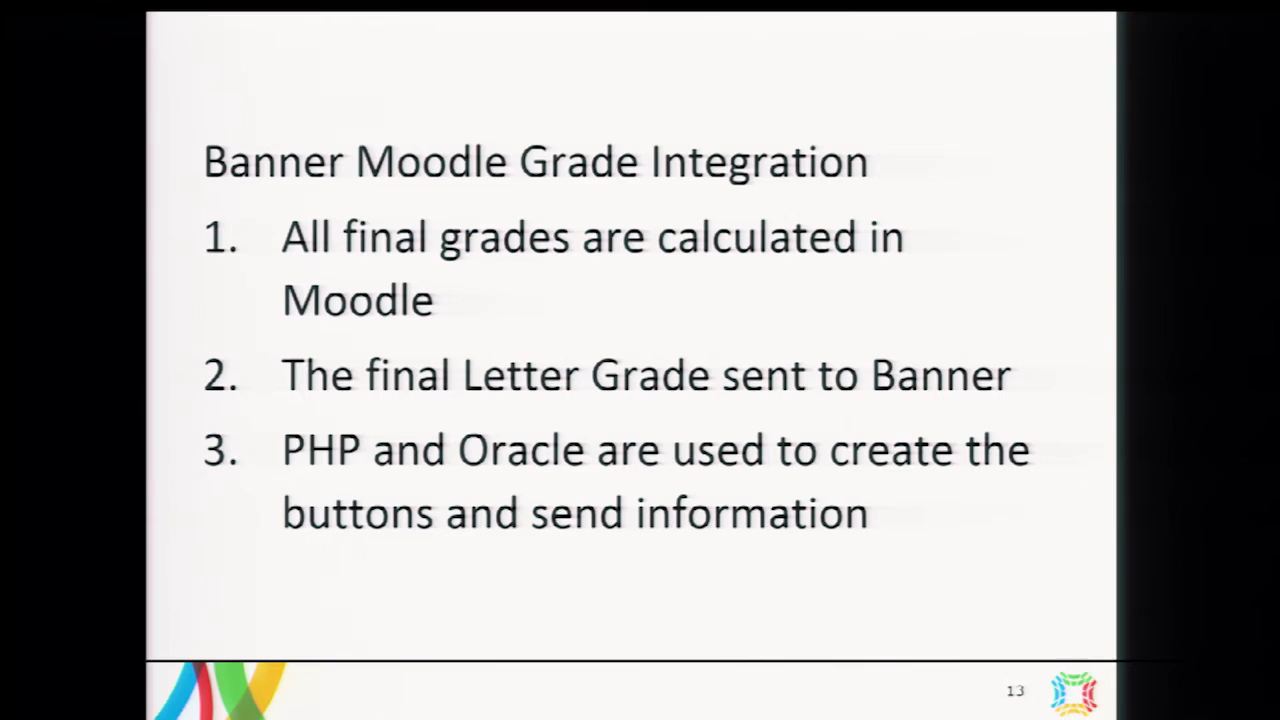 Banner Moodle Grade Integration
1. All final grades are calculated in
Moodle
2. The final Letter Grade sent to Banner
3. PHP and Oracle are used to create the
buttons and send information
13